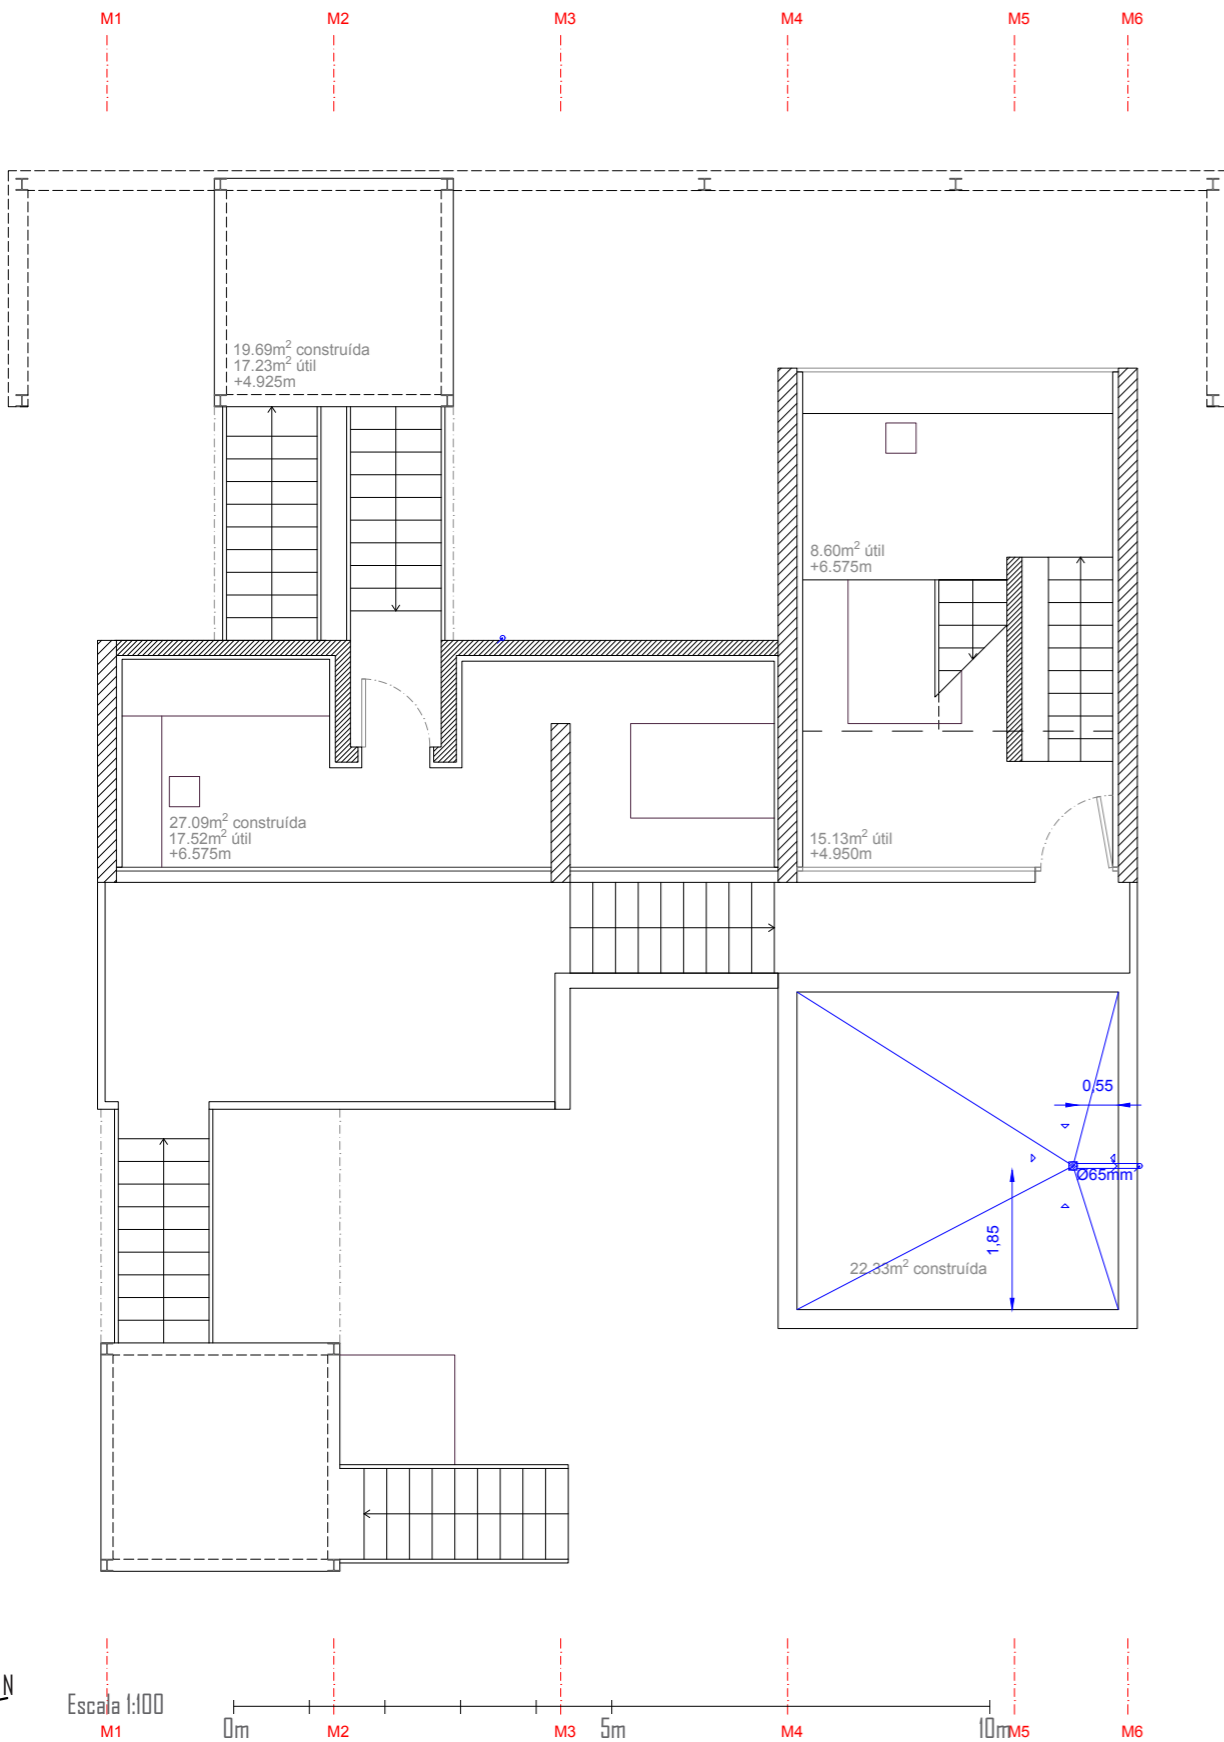 M1 M2 M3 M4 M5 M6
19.69m² construída
17.23m² útil
+4.925m
8.60m² útil
+6.575m
27.09m² construída
17.52m² útil
+6.575m
15.13m² útil
+4.950m
0,55
Ø65mm
1,85
22.33m² construída
N
Escala 1:100
0m 5m 10m
M1 M2 M3 M4 M5 M6